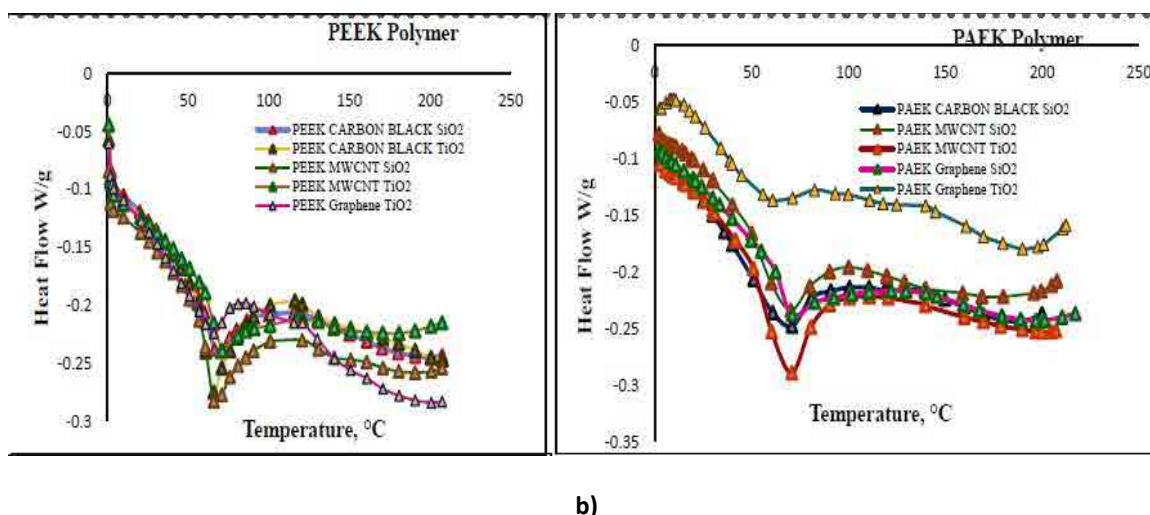 PEEK Polymer
0
0 50 100 150 200 250
-0.05
-0.1
-0.15
-0.2
-0.25
-0.3
Heat Flow W/g
Temperature, °C
PEEK CARBON BLACK SiO2
PEEK CARBON BLACK TiO2
PEEK MWCNT SiO2
PEEK MWCNT TiO2
PEEK Graphene TiO2
PAEK Polymer
0
0 50 100 150 200 250
-0.05
-0.1
-0.15
-0.2
-0.25
-0.3
-0.35
Heat Flow W/g
Temperature, °C
PAEK CARBON BLACK SiO2
PAEK MWCNT SiO2
PAEK MWCNT TiO2
PAEK Graphene SiO2
PAEK Graphene TiO2
b)